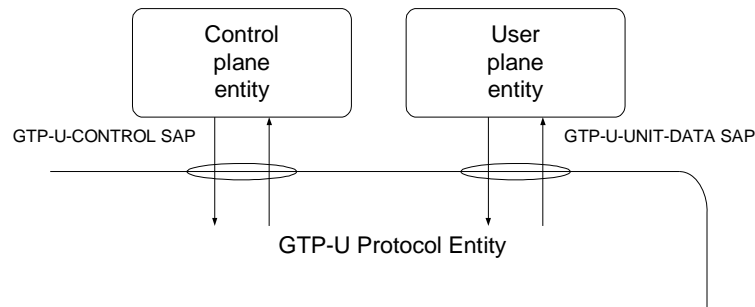 Control
plane
entity
User
plane
entity
GTP-U-CONTROL SAP
GTP-U-UNIT-DATA SAP
GTP-U Protocol Entity